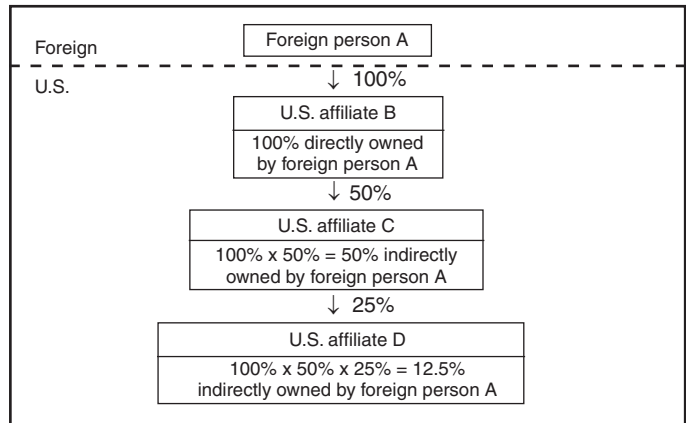 Foreign person A
Foreign
↓ 100%
U.S.
U.S. affiliate B
100% directly owned
by foreign person A
↓ 50%
U.S. affiliate C
100% x 50% = 50% indirectly
owned by foreign person A
↓ 25%
U.S. affiliate D
100% x 50% x 25% = 12.5%
indirectly owned by foreign person A